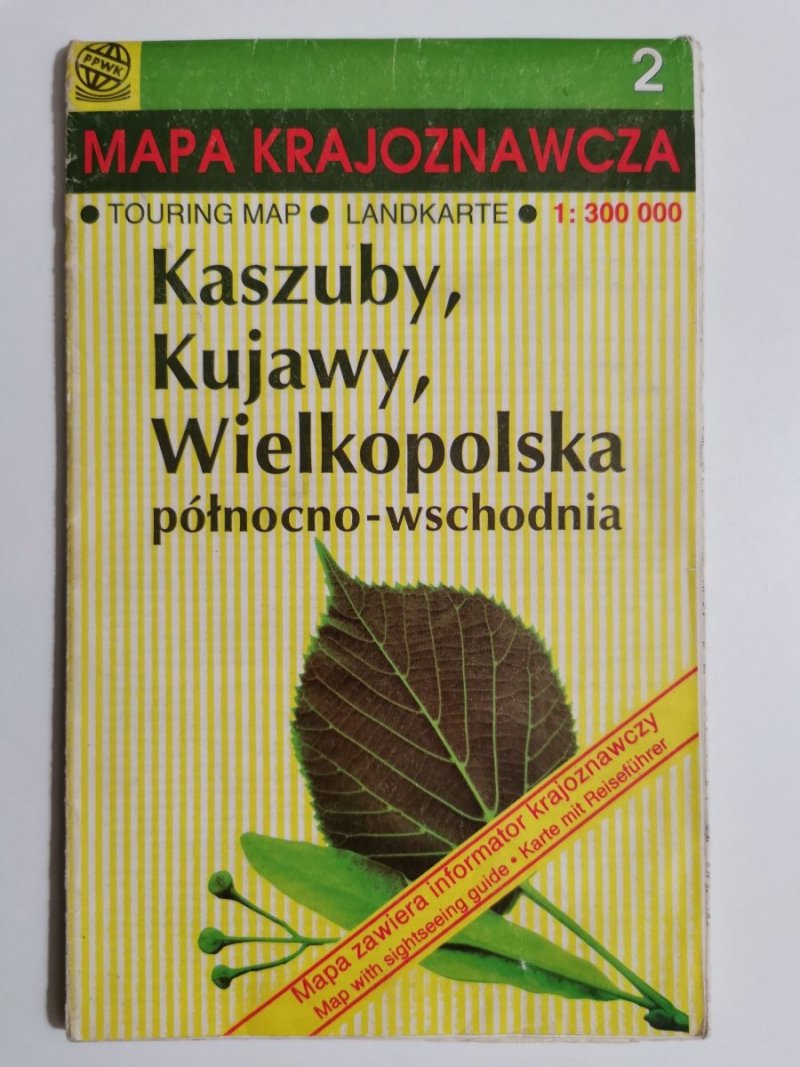 PPWK
2
MAPA KRAJOZNAWCZA
● TOURING MAP ● LANDKARTE ● 1: 300 000
Kaszuby,
Kujawy,
Wielkopolska
północno-wschodnia
Mapa zawiera informator krajoznawczy
Map with sightseeing guide • Karte mit Reiseführer